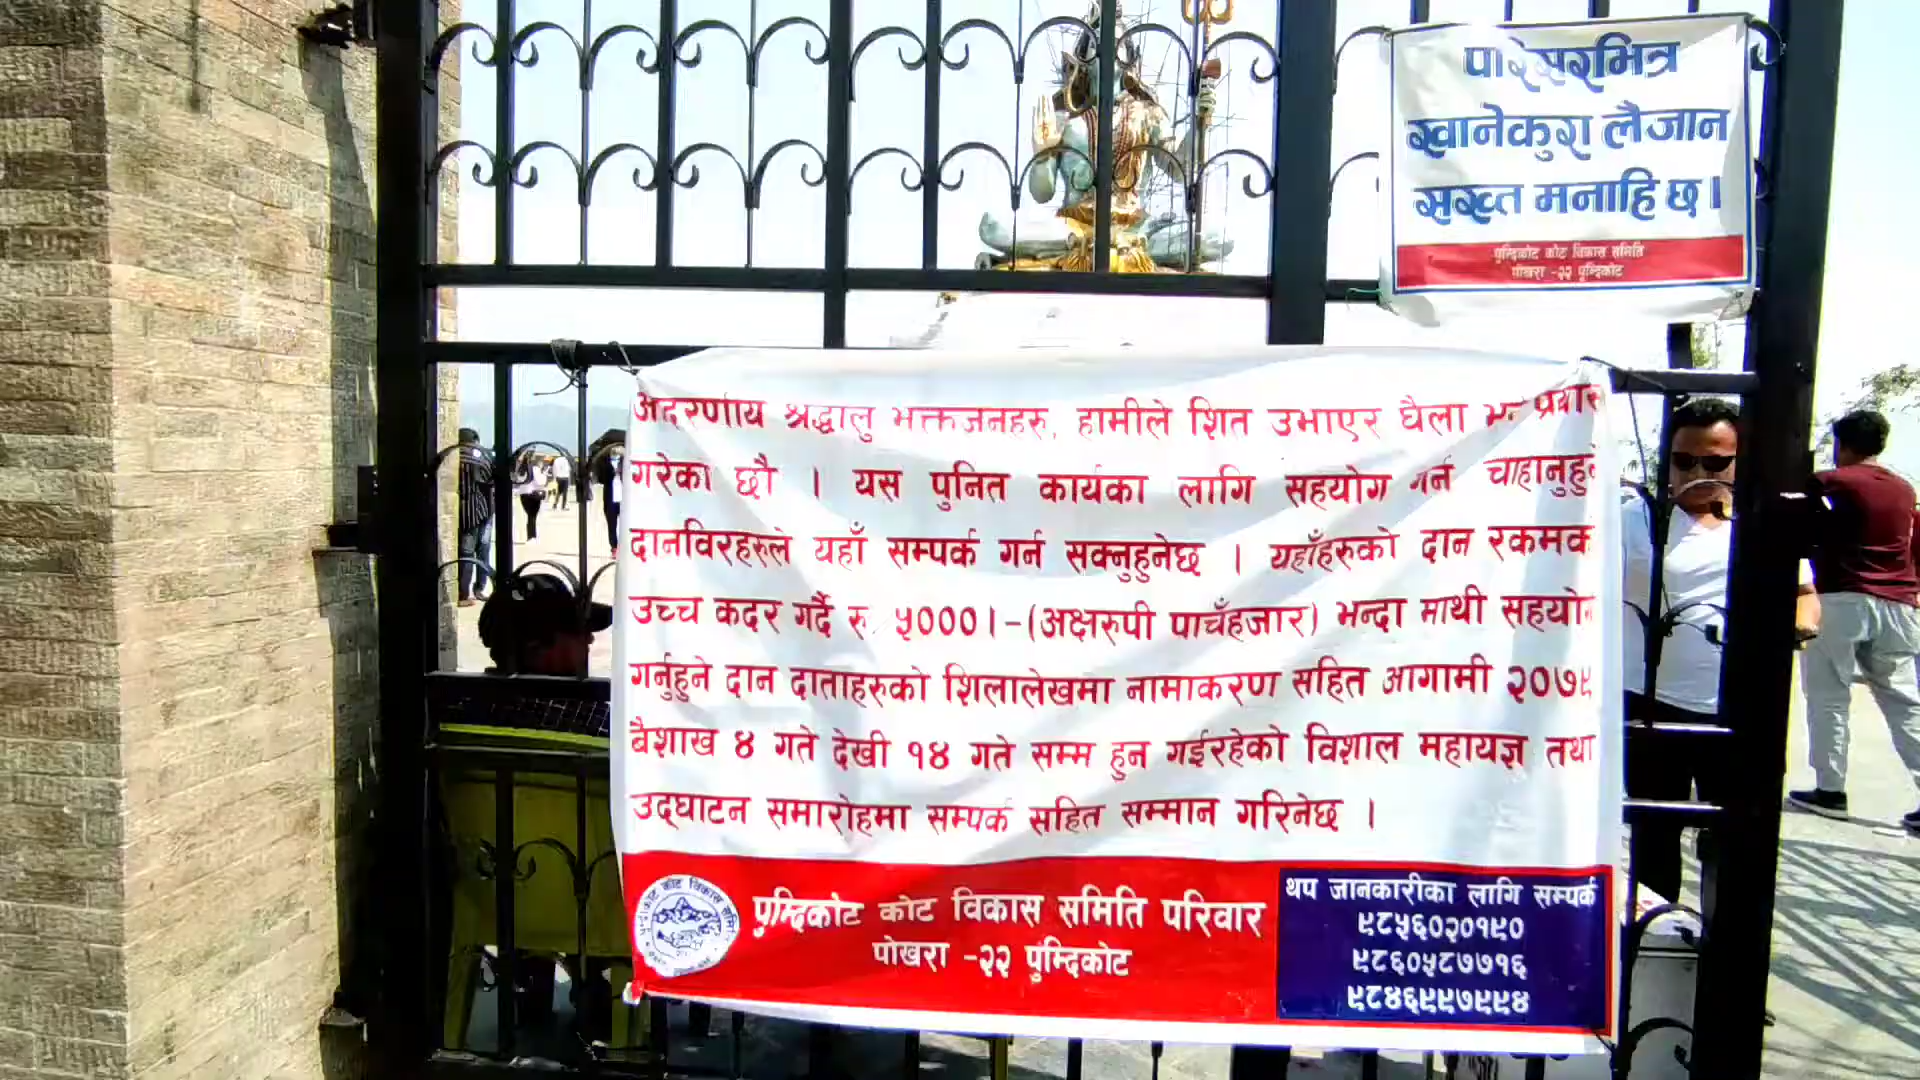 परिसरभित्र
खानेकुरा लैजान
सख्त मनाहि छ।
पुम्दिकोट कोट विकास समिति
पोखरा -२२ पुम्दिकोट
श्रद्धालु भक्तजनहरु, हामीले शित उभाएर घैला
गरेका छौ । यस पुनित कार्यका लागि सहयोग गर्न
दानविरहरुले यहाँ सम्पर्क गर्न सक्नुहुनेछ । यहाँहरुको दान
उच्च कदर गर्दै रु ५०००।-(अक्षरुपी पाचँहजार) भन्दा माथी
गर्नुहुने दान दाताहरुको शिलालेखमा नामाकरण सहित आगामी २०७९
बैशाख ४ गते देखी १४ गते सम्म हुन गईरहेको विशाल महायज्ञ तथा
उद्घाटन समारोहमा सम्पर्क सहित सम्मान गरिनेछ ।
पुम्दिकोट कोट विकास समिति परिवार
पोखरा -२२ पुम्दिकोट
थप जानकारीका लागि सम्पर्क
९८५६०२०१९०
९८६०५८७७१६
९८४६९९७९९४